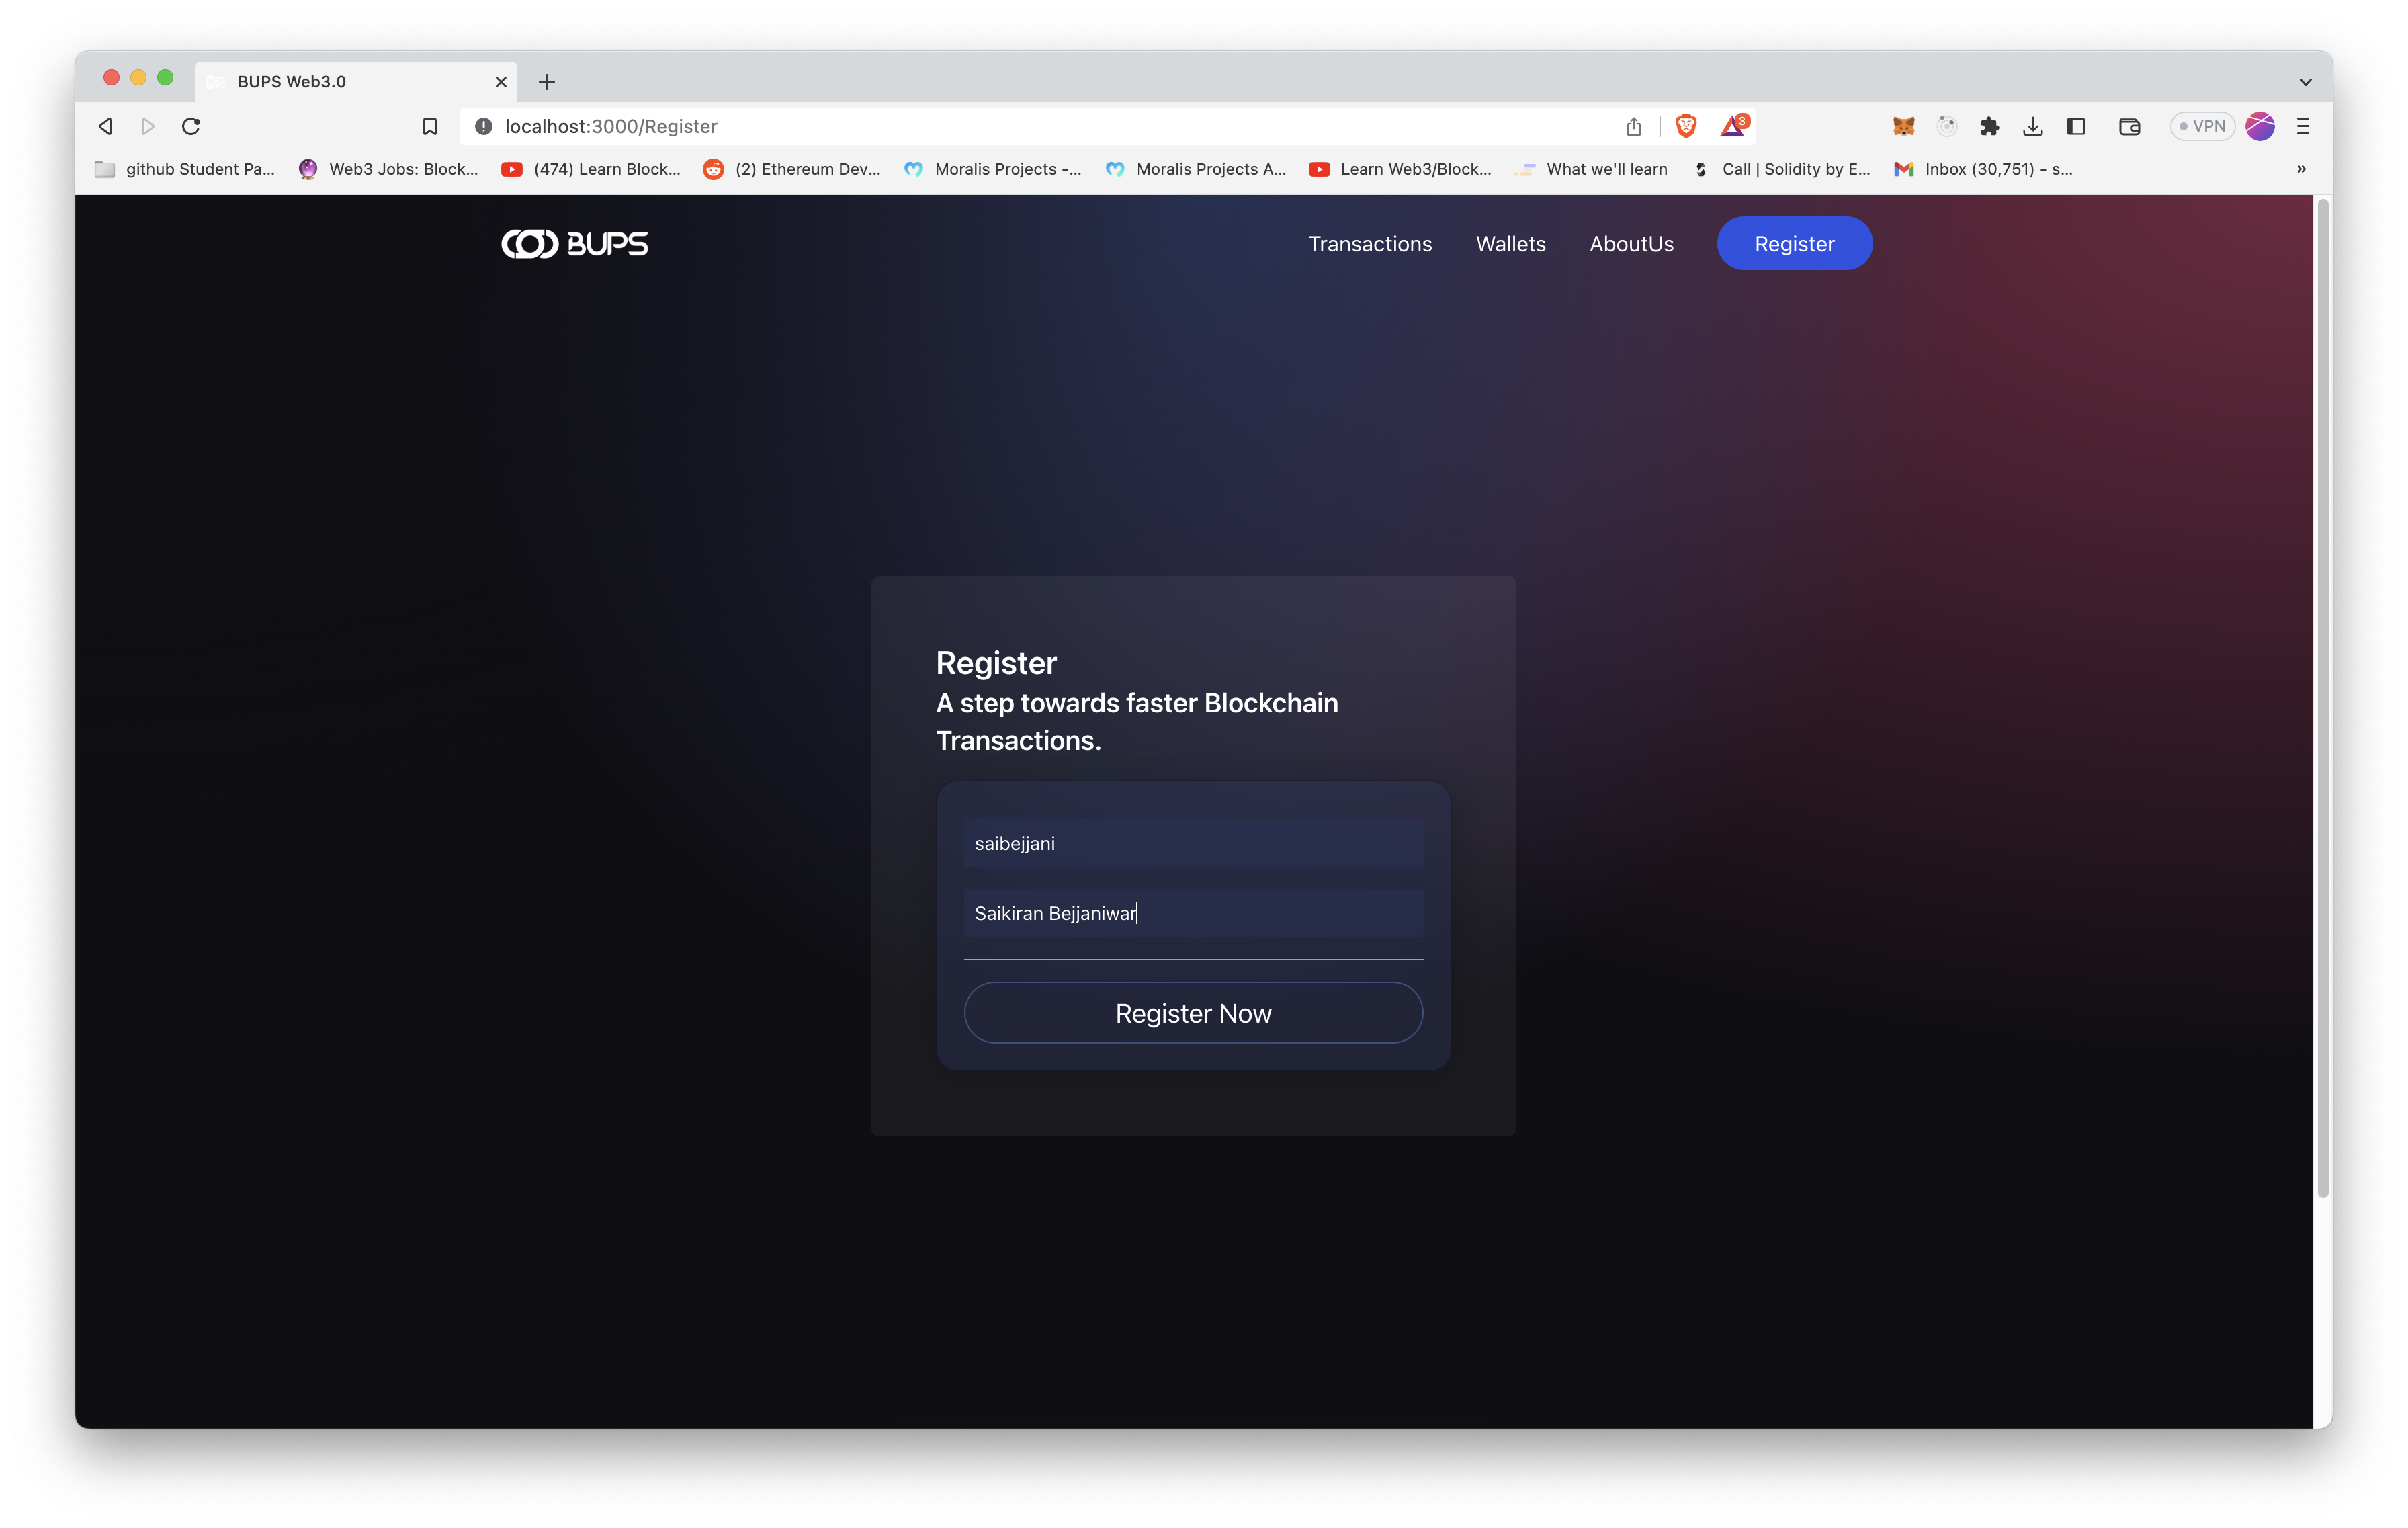 BUPS Web3.0
localhost:3000/Register
3
VPN
github Student Pa...
Web3 Jobs: Block...
(474) Learn Block...
(2) Ethereum Dev...
Moralis Projects -...
Moralis Projects A...
Learn Web3/Block...
What we'll learn
Call | Solidity by E...
Inbox (30,751) - s...
»
BUPS
Transactions
Wallets
AboutUs
Register
Register
A step towards faster Blockchain
Transactions.
saibejjani
Saikiran Bejjaniwar
Register Now